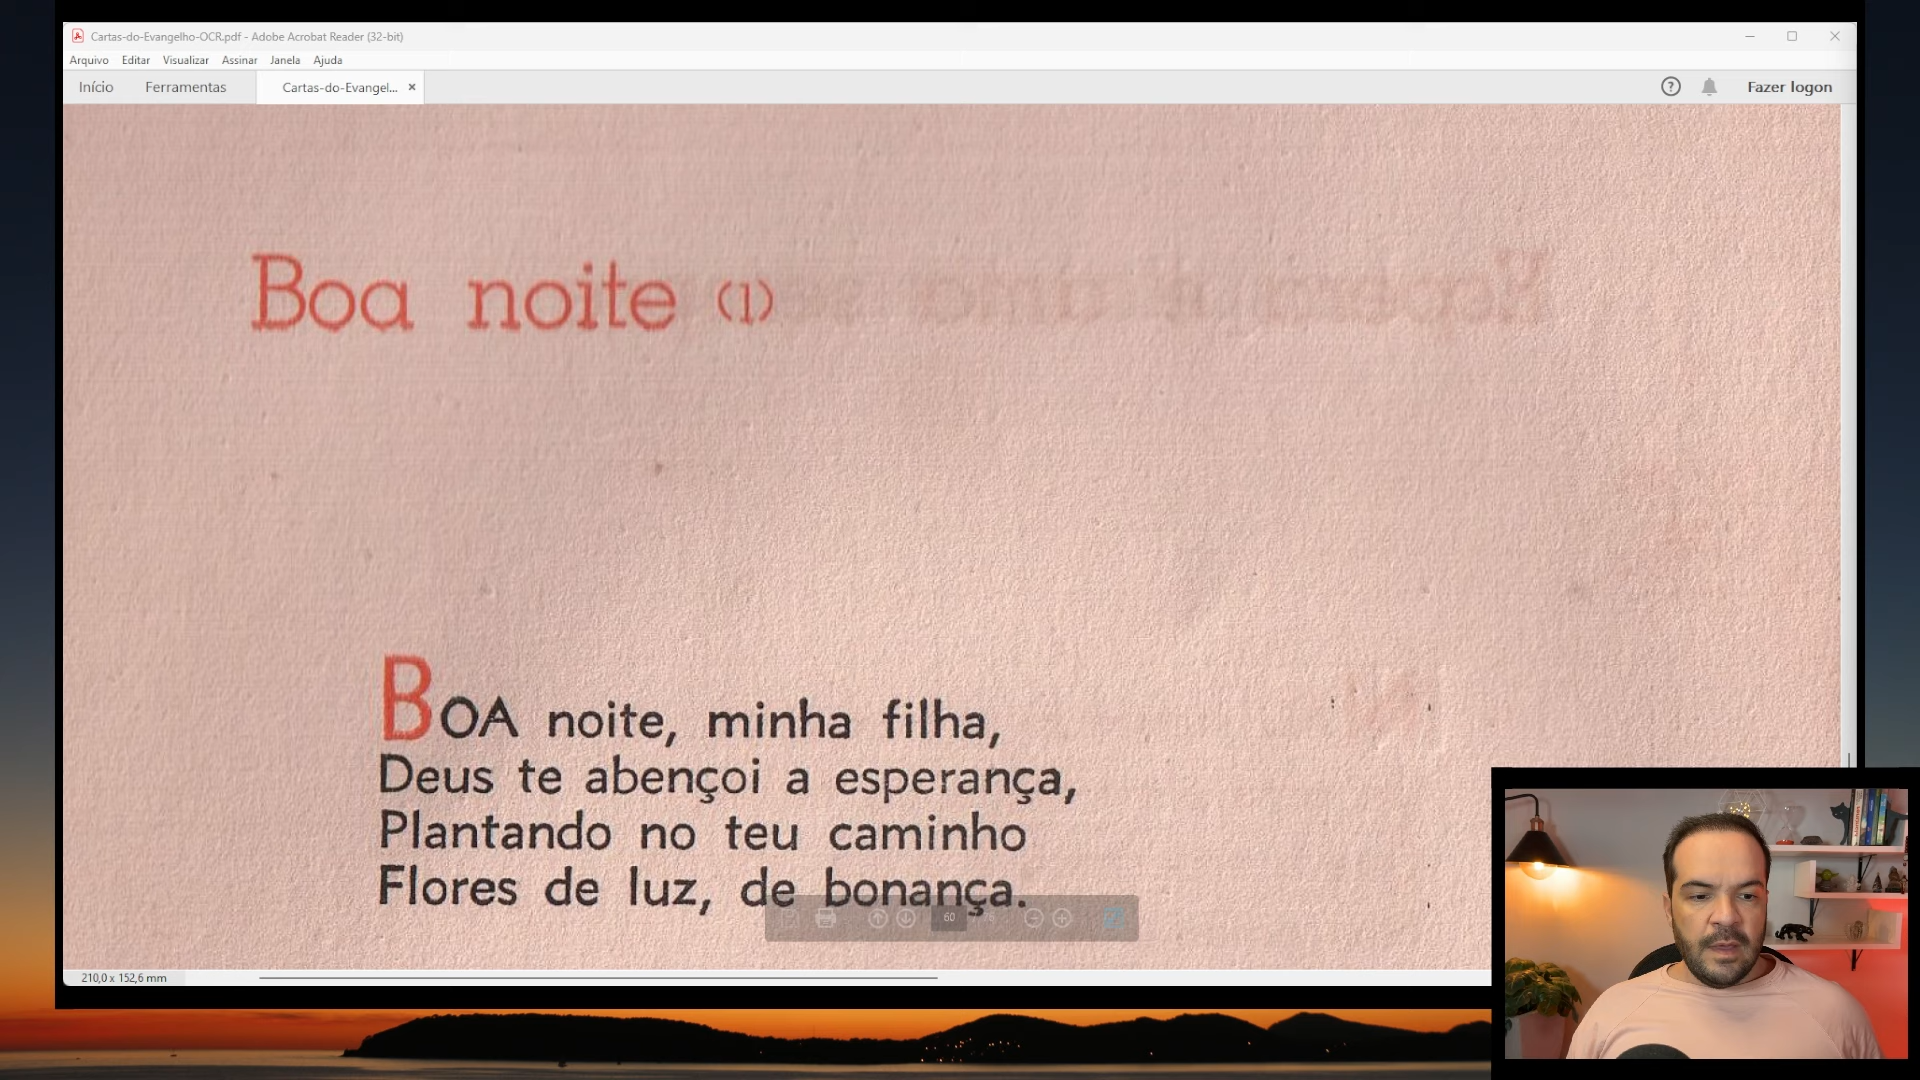 Cartas-do-Evangelho-OCR.pdf - Adobe Acrobat Reader (32-bit)
Arquivo Editar Visualizar Assinar Janela Ajuda
Início Ferramentas Cartas-do-Evangel... × Fazer logon
Boa noite (1)
BOA noite, minha filha,
Deus te abençoi a esperança,
Plantando no teu caminho
Flores de luz, de bonança.
60
210,0 x 152,6 mm